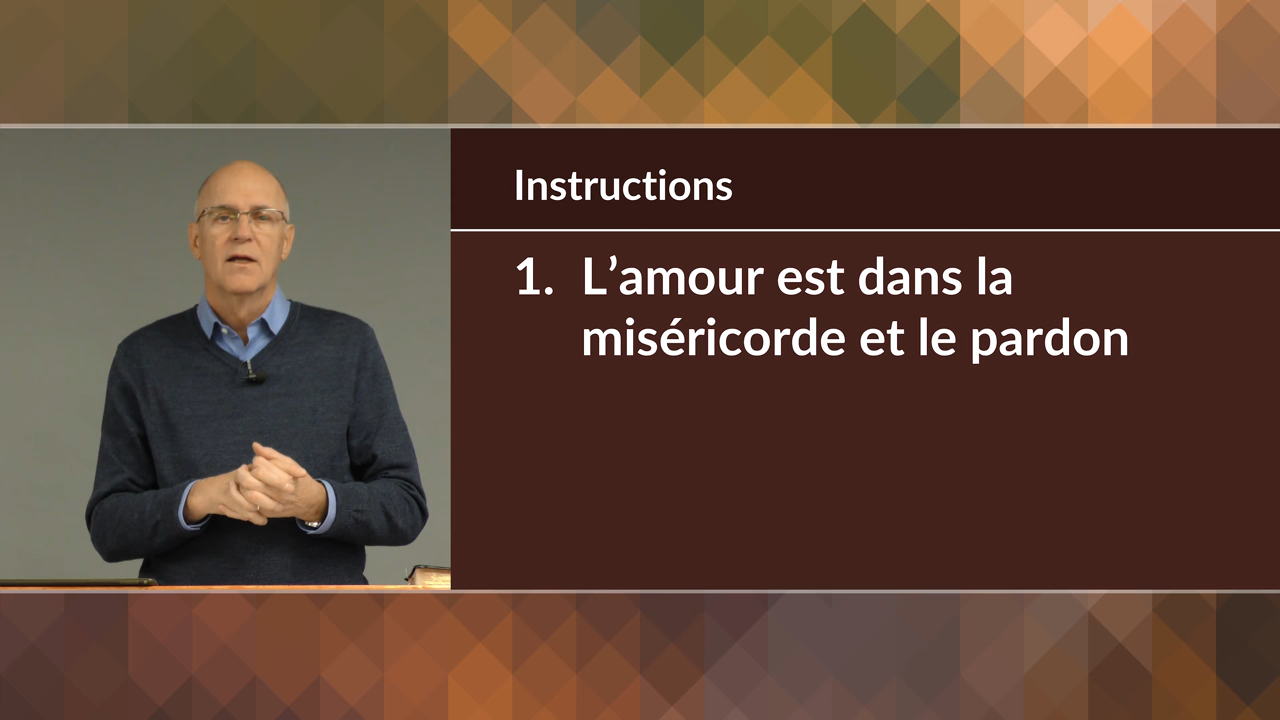 Instructions
1. L’amour est dans la
miséricorde et le pardon